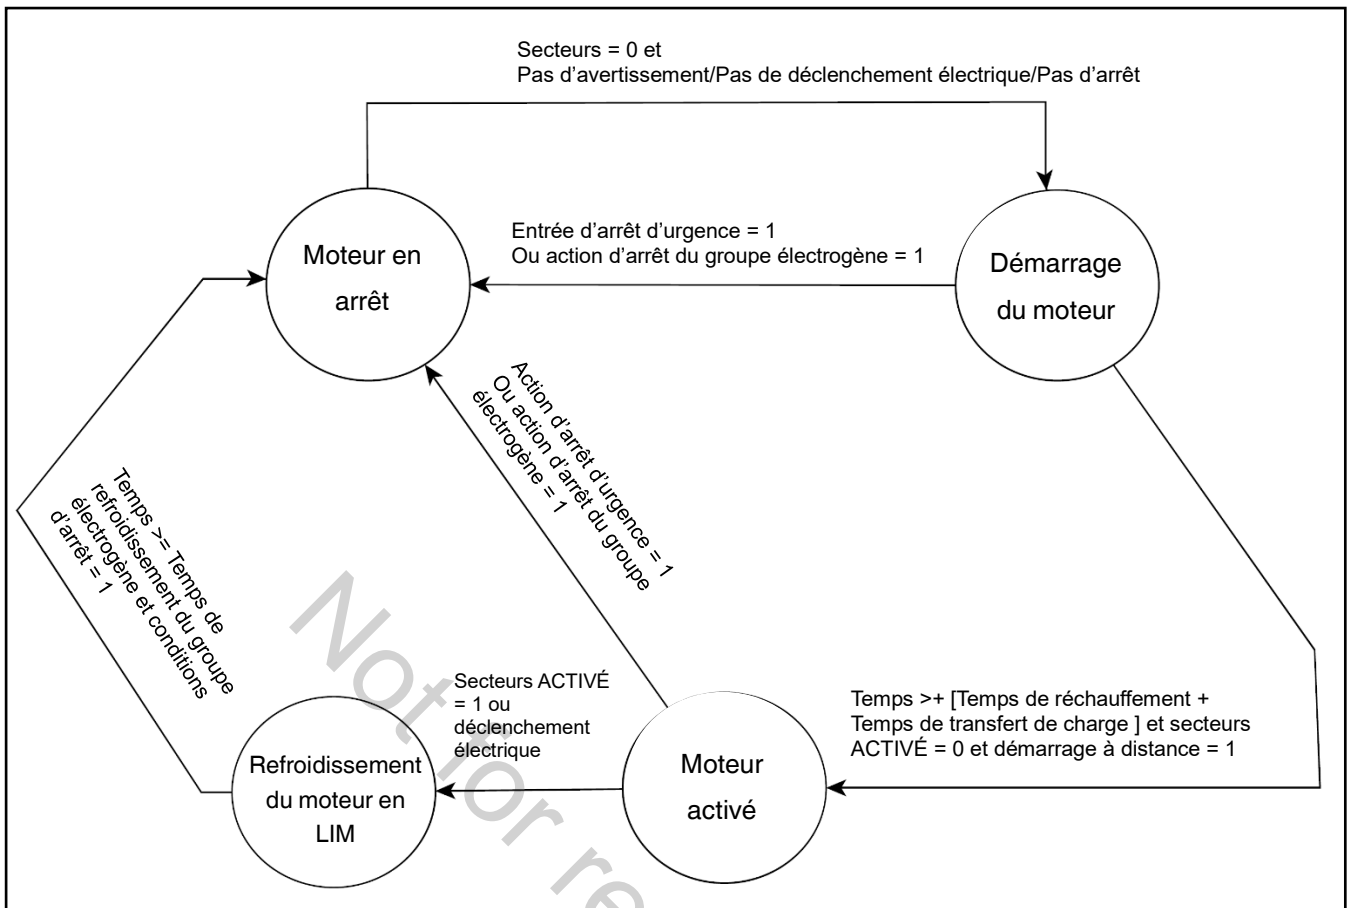 Secteurs = 0 et
Pas d’avertissement/Pas de déclenchement électrique/Pas d’arrêt
Moteur en
arrêt
Entrée d’arrêt d’urgence = 1
Ou action d’arrêt du groupe électrogène = 1
Démarrage
du moteur
Action d’arrêt d’urgence = 1
Ou action d’arrêt du groupe
électrogène = 1
Temps >= Temps de
refroidissement du groupe
électrogène et conditions
d’arrêt = 1
Secteurs ACTIVÉ
= 1 ou
déclenchement
électrique
Temps >+ [Temps de réchauffement +
Temps de transfert de charge ] et secteurs
ACTIVÉ = 0 et démarrage à distance = 1
Refroidissement
du moteur en
LIM
Moteur
activé
Not for re